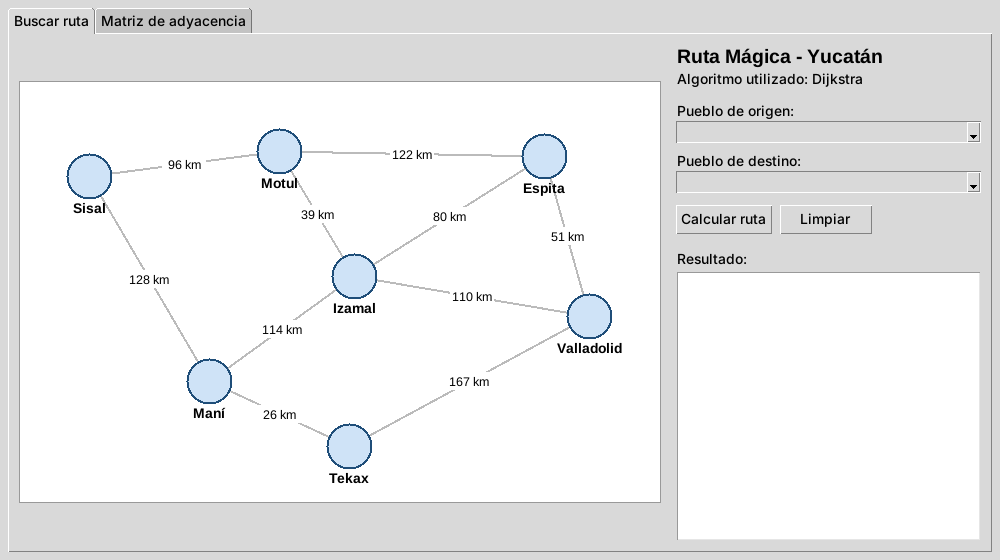 Buscar ruta
Matriz de adyacencia
Ruta Mágica - Yucatán
Algoritmo utilizado: Dijkstra
Pueblo de origen:
Pueblo de destino:
Calcular ruta
Limpiar
Resultado:
96 km
122 km
Motul
Espita
Sisal
39 km
80 km
51 km
128 km
110 km
Izamal
114 km
Valladolid
167 km
Maní
26 km
Tekax